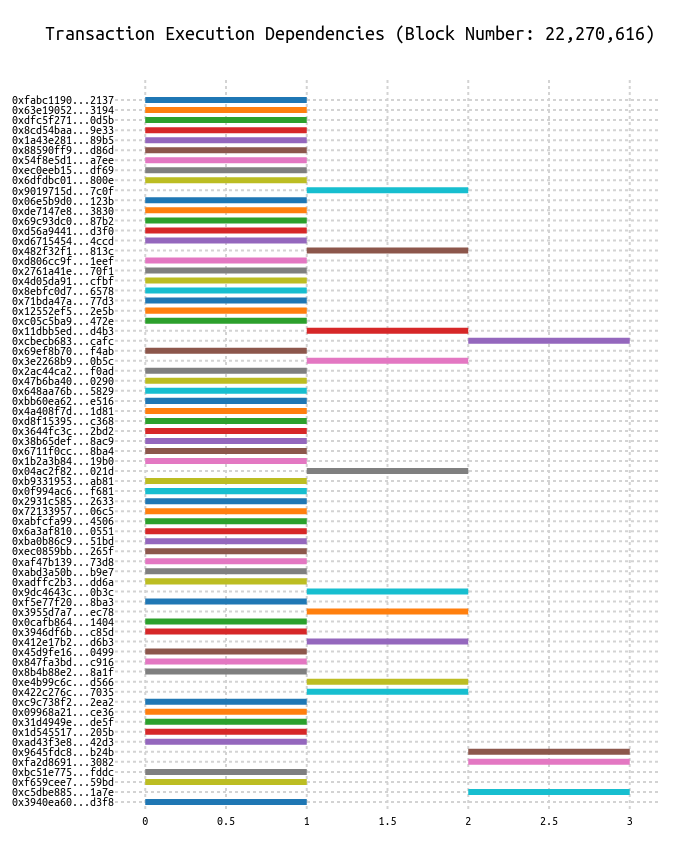 Transaction Execution Dependencies (Block Number: 22,270,616)
0xfabc1190...2137
0x63e19052...3194
0xdfc5f271...0d5b
0x8cd54baa...9e33
0x1a43e281...89b5
0x88590ff9...d86d
0x54f8e5d1...a7ee
0xec0eeb15...df69
0x6dfdbc01...800e
0x9019715d...7c0f
0x06e5b9d0...123b
0xde7147e8...3830
0x69c93dc0...87b2
0xd56a9441...d3f0
0xd6715454...4ccd
0x482f32f1...813c
0xd806cc9f...1eef
0x2761a41e...70f1
0x4d05da91...cfbf
0x8ebfc0d7...6578
0x71bda47a...77d3
0x12552ef5...2e5b
0xc05c5ba9...472e
0x11dbb5ed...d4b3
0xcbecb683...cafc
0x69ef8b70...f4ab
0x3e2268b9...0b5c
0x2ac44ca2...f0ad
0x47b6ba40...0290
0x648aa76b...5829
0xbb60ea62...e516
0x4a408f7d...1d81
0xd8f15395...c368
0x3644fc3c...2bd2
0x38b65def...8ac9
0x6711f0cc...8ba4
0x1b2a3b84...19b0
0x04ac2f82...021d
0xb9331953...ab81
0x0f994ac6...f681
0x2931c585...2633
0x72133957...06c5
0xabfcfa99...4506
0x6a3af810...0551
0xba0b86c9...51bd
0xec0859bb...265f
0xaf47b139...73d8
0xabd3a50b...b9e7
0xadffc2b3...dd6a
0x9dc4643c...0b3c
0xf5e77f20...8ba3
0x3955d7a7...ec78
0x0cafb864...1404
0x3946df6b...c85d
0x412e17b2...d6b3
0x45d9fe16...0499
0x847fa3bd...c916
0x8b4b88e2...8a1f
0xe4b99c6c...d566
0x422c276c...7035
0xc9c738f2...2ea2
0x09968a21...ce36
0x31d4949e...de5f
0x1d545517...205b
0xad43f3e8...42d3
0x9645fdc8...b24b
0xfa2d8691...3082
0xbc51e775...fddc
0xf659cee7...59bd
0xc5dbe885...1a7e
0x3940ea60...d3f8
0 0.5 1 1.5 2 2.5 3